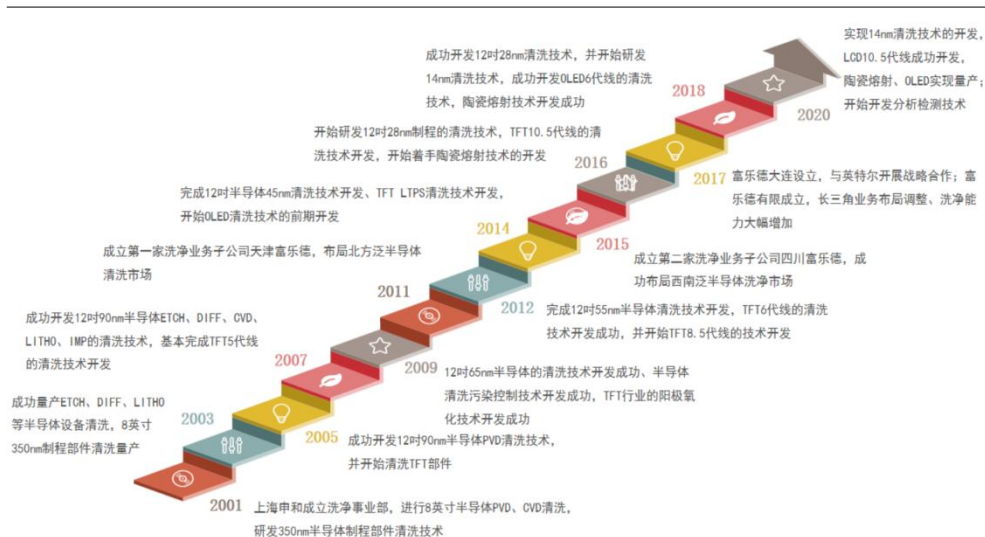 实现14nm清洗技术的开发，
LCD10.5代线成功开发，
陶瓷熔射、OLED实现量产；
开始开发分析检测技术
2020
成功开发12吋28nm清洗技术，并开始研发
14nm清洗技术，成功开发OLED6代线的清洗
技术，陶瓷熔射技术开发成功
2018
开始研发12吋28nm制程的清洗技术，TFT10.5代线的清
洗技术开发，开始着手陶瓷熔射技术的开发
2016
2017
富乐德大连设立，与英特尔开展战略合作；富
乐德有限成立，长三角业务布局调整、洗净能
力大幅增加
完成12吋半导体45nm清洗技术开发、TFT LTPS清洗技术开发，
开始OLED清洗技术的前期开发
2014
2015
成立第二家洗净业务子公司四川富乐德，成
功布局西南泛半导体洗净市场
成立第一家洗净业务子公司天津富乐德，布局北方泛半导体
清洗市场
2011
2012
完成12吋55nm半导体清洗技术开发，TFT6代线的清洗
技术开发成功，并开始TFT8.5代线的技术开发
成功开发12吋90nm半导体ETCH、DIFF、CVD、
LITHO、IMP的清洗技术，基本完成TFT5代线
的清洗技术开发
2007
2009
12吋65nm半导体的清洗技术开发成功、半导体
清洗污染控制技术开发成功，TFT行业的阳极氧
化技术开发成功
成功量产ETCH、DIFF、LITHO
等半导体设备清洗，8英寸
350nm制程部件清洗量产
2003
2005
成功开发12吋90nm半导体PVD清洗技术，
并开始清洗TFT部件
2001
上海申和成立洗净事业部，进行8英寸半导体PVD、CVD清洗，
研发350nm半导体制程部件清洗技术